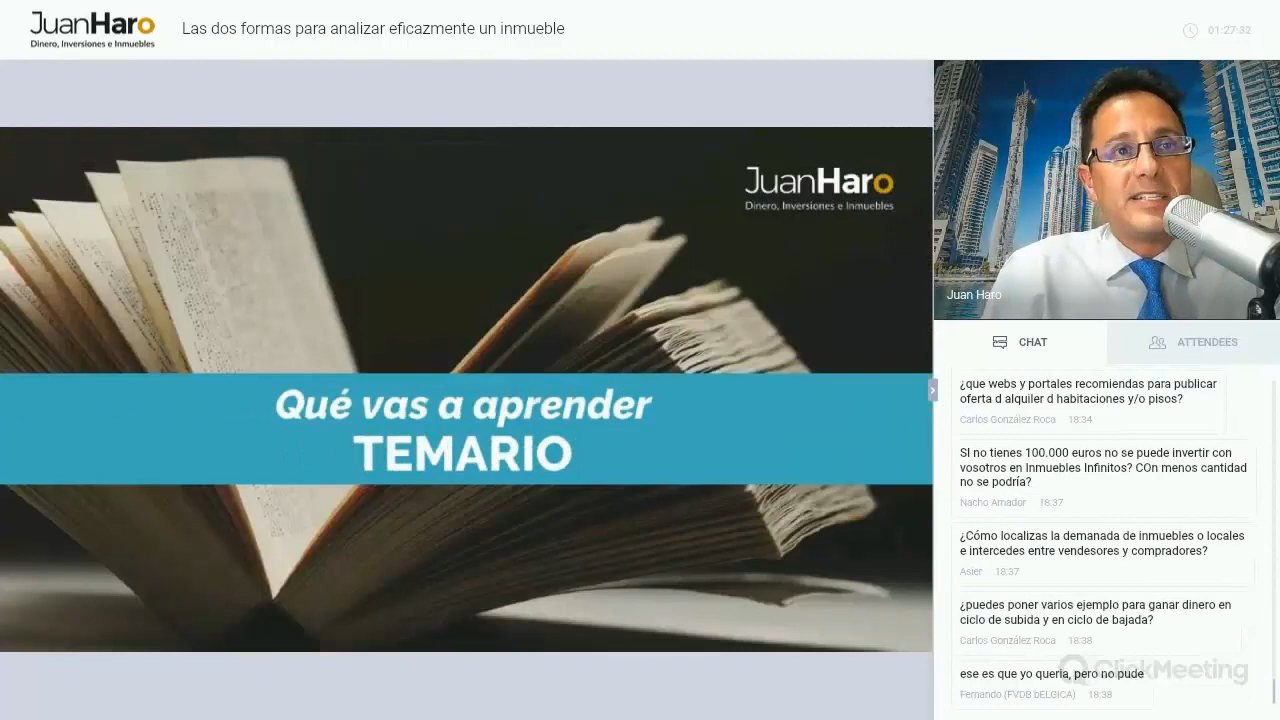 JuanHaro
Dinero, Inversiones e Inmuebles
Las dos formas para analizar eficazmente un inmueble
01:27:32
JuanHaro
Dinero, Inversiones e Inmuebles
Qué vas a aprender
TEMARIO
Juan Haro
CHAT
ATTENDEES
¿que webs y portales recomiendas para publicar
oferta d alquiler d habitaciones y/o pisos?
Carlos González Roca 18:34
SI no tienes 100.000 euros no se puede invertir con
vosotros en Inmuebles Infinitos? COn menos cantidad
no se podría?
Nacho Amador 18:37
¿Cómo localizas la demanada de inmuebles o locales
e intercedes entre vendesores y compradores?
Asier 18:37
¿puedes poner varios ejemplo para ganar dinero en
ciclo de subida y en ciclo de bajada?
Carlos González Roca 18:38
ese es que yo queria, pero no pude
Fernando (FVDB bELGICA) 18:38
ClickMeeting